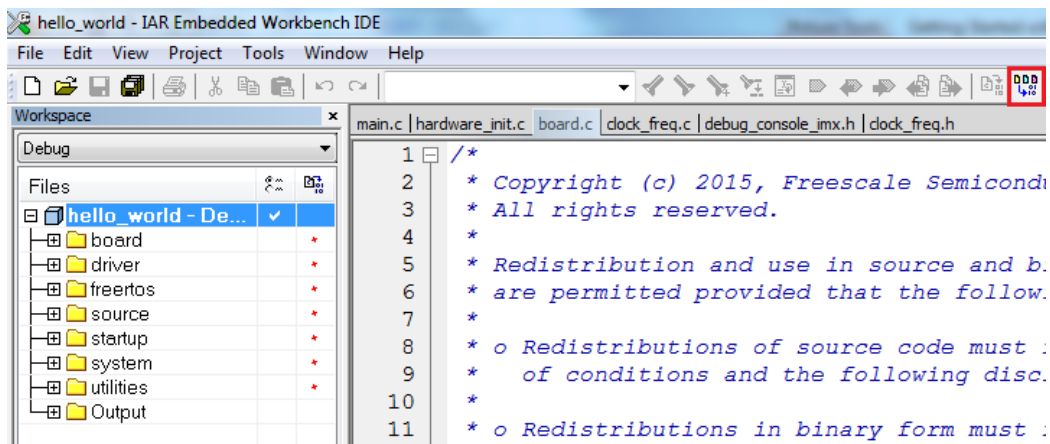 hello_world - IAR Embedded Workbench IDE
File Edit View Project Tools Window Help
Workspace
Debug
Files
hello_world - De...
board
driver
freertos
source
startup
system
utilities
Output
main.c | hardware_init.c board.c clock_freq.c | debug_console_imx.h | clock_freq.h
1 /*
2 * Copyright (c) 2015, Freescale Semicond
3 * All rights reserved.
4 *
5 * Redistribution and use in source and b
6 * are permitted provided that the follow
7 *
8 * o Redistributions of source code must
9 * of conditions and the following disc
10 *
11 * o Redistributions in binary form must